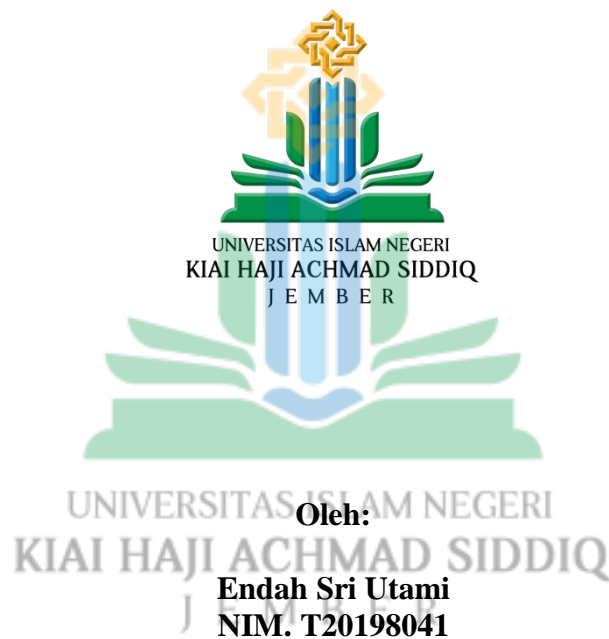 UNIVERSITAS ISLAM NEGERI
KIAI HAJI ACHMAD SIDDIQ
J E M B E R
UNIVERSITAS ISLAM NEGERI
Oleh:
KIAI HAJI ACHMAD SIDDIQ
Endah Sri Utami
J E M B E R
NIM. T20198041